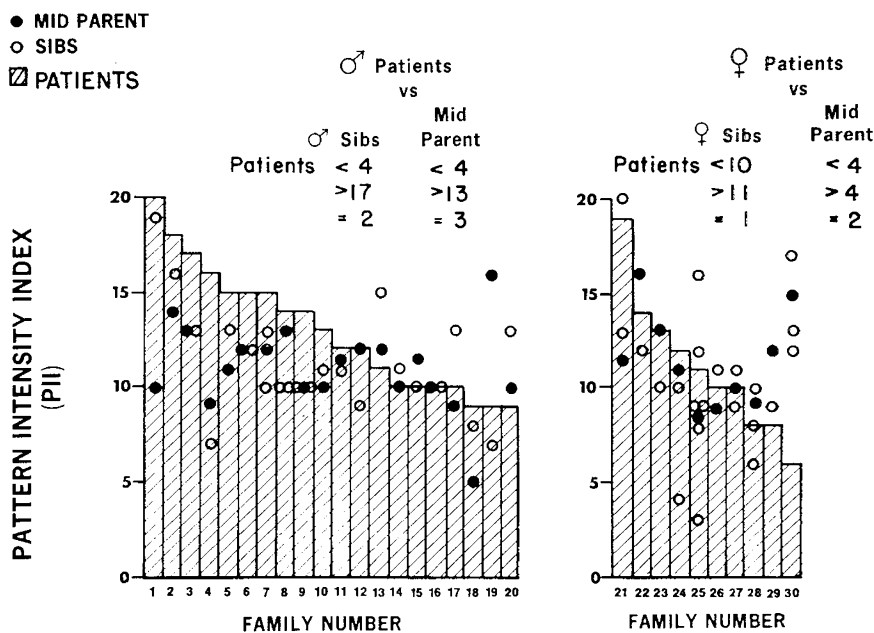 ● MID PARENT
○ SIBS
PATIENTS
♂ Patients
vs
♂ Sibs Mid Parent
Patients < 4 < 4
>17 >13
= 2 = 3
♀ Patients
vs
♀ Sibs Mid Parent
Patients <10 <4
>11 >4
= 1 = 2
PATTERN INTENSITY INDEX
(PII)
20
15
10
5
0
1 2 3 4 5 6 7 8 9 10 11 12 13 14 15 16 17 18 19 20
FAMILY NUMBER
20
15
10
5
0
21 22 23 24 25 26 27 28 29 30
FAMILY NUMBER